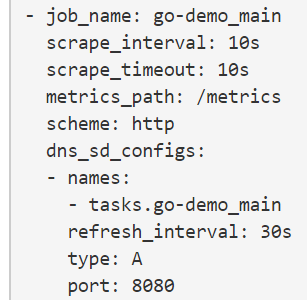 - job_name: go-demo_main
  scrape_interval: 10s
  scrape_timeout: 10s
  metrics_path: /metrics
  scheme: http
  dns_sd_configs:
  - names:
    - tasks.go-demo_main
    refresh_interval: 30s
    type: A
    port: 8080